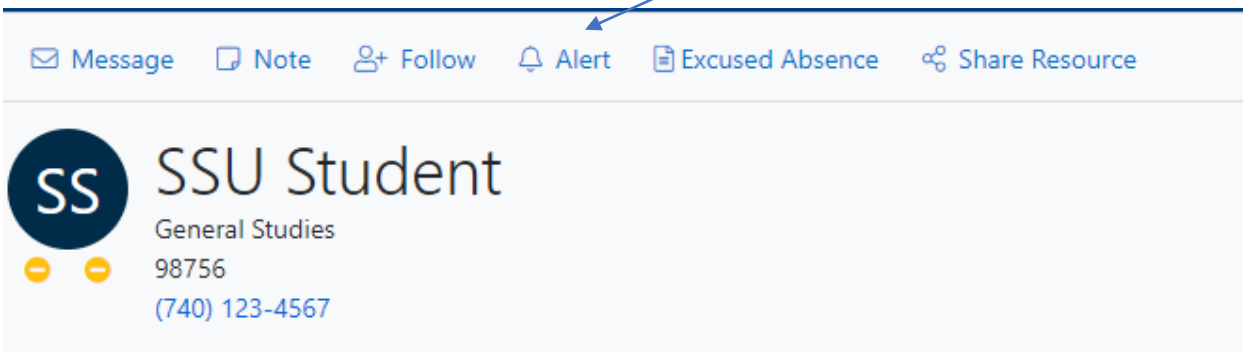 Message Note Follow Alert Excused Absence Share Resource
SS
SSU Student
General Studies
98756
(740) 123-4567